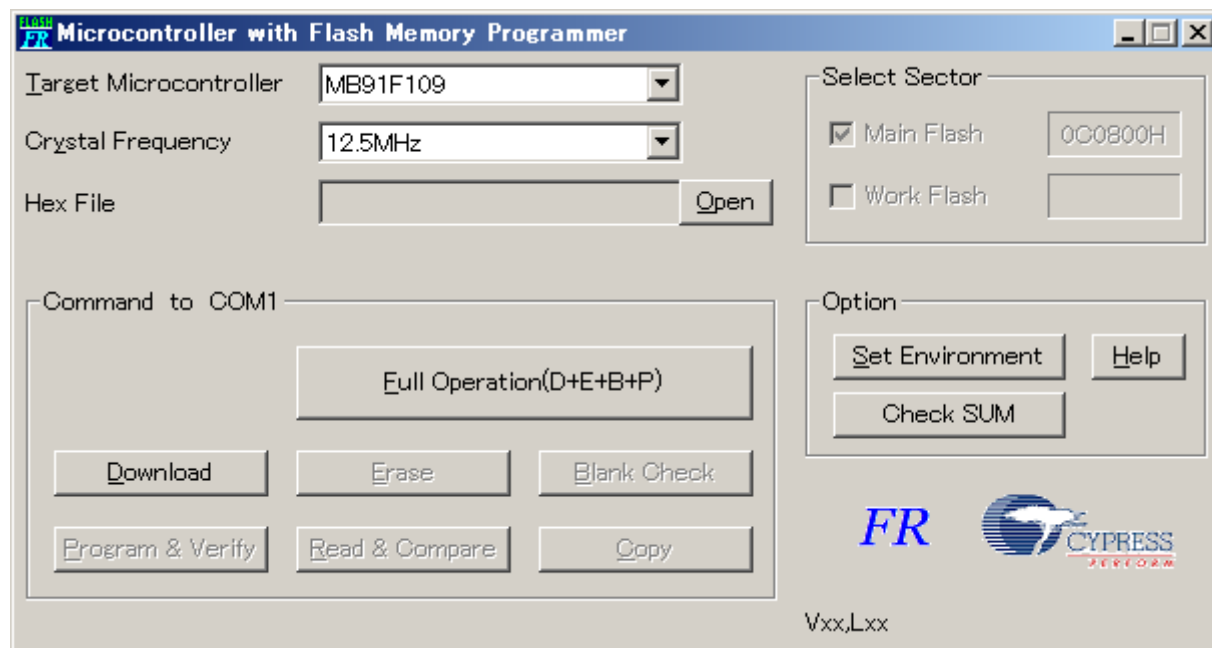 FLASH
FR Microcontroller with Flash Memory Programmer
Target Microcontroller MB91F109
Crystal Frequency 12.5MHz
Hex File Open
Select Sector
Main Flash 0C0800H
Work Flash
Command to COM1
Full Operation(D+E+B+P)
Download Erase Blank Check
Program & Verify Read & Compare Copy
Option
Set Environment Help
Check SUM
FR CYPRESS
PERFORM
Vxx,Lxx